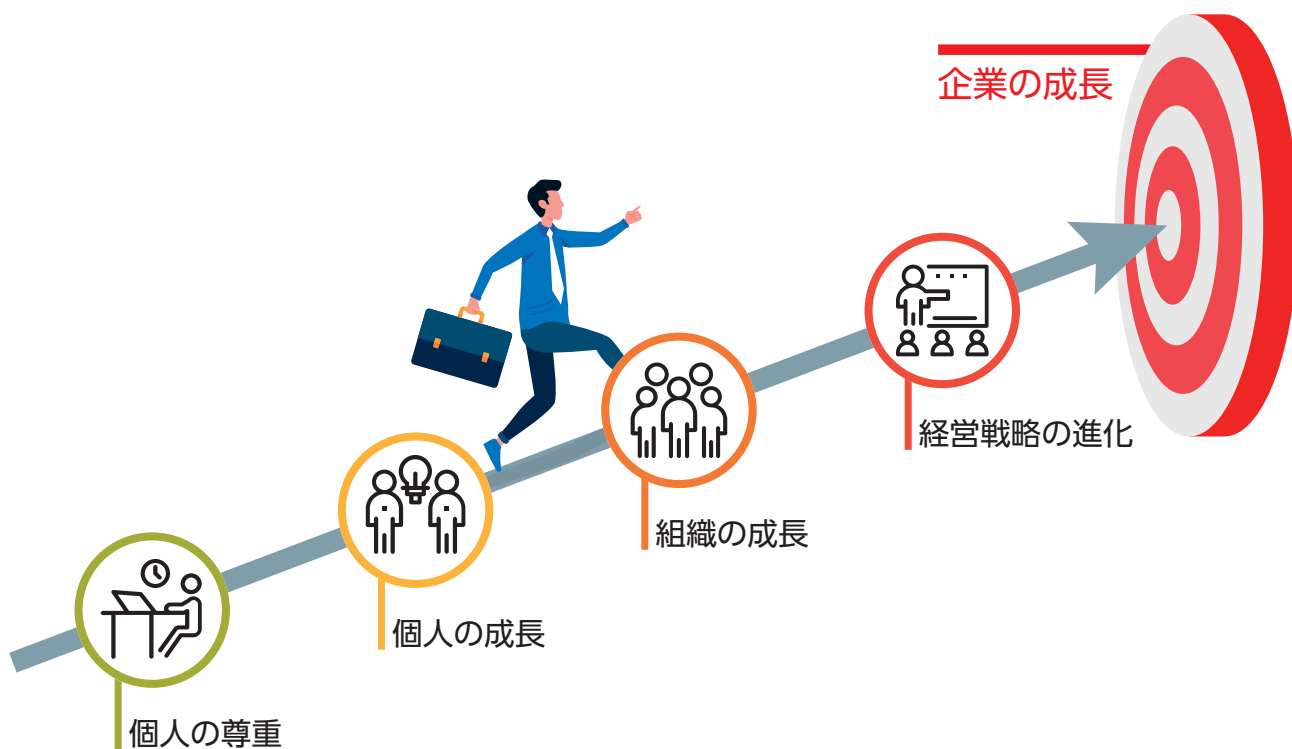 企業の成長
経営戦略の進化
組織の成長
個人の成長
個人の尊重